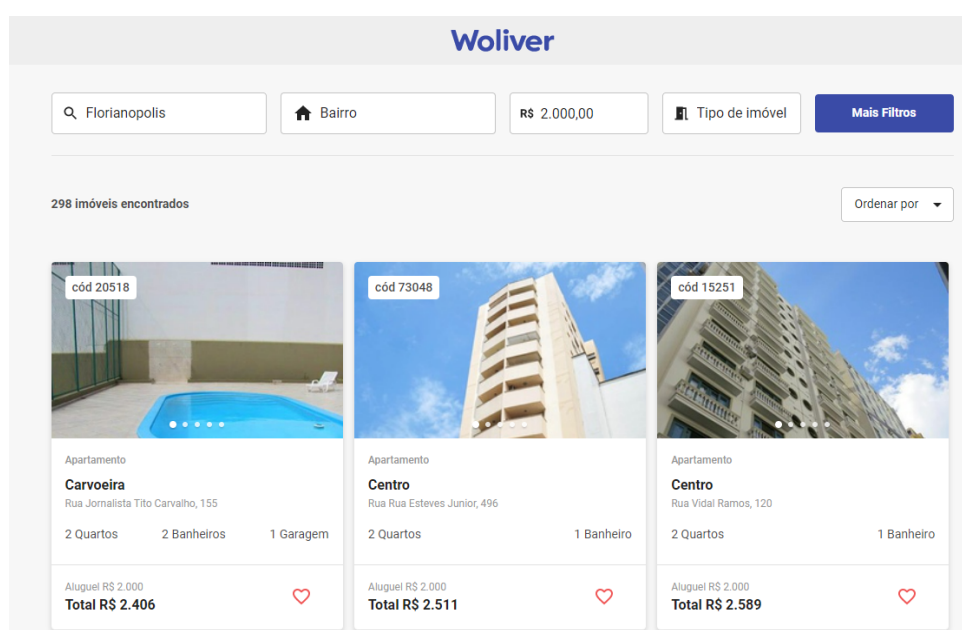 Woliver
Florianopolis
Bairro
R$ 2.000,00
Tipo de imóvel
Mais Filtros
298 imóveis encontrados
Ordenar por
cód 20518
cód 73048
cód 15251
Apartamento
Carvoeira
Rua Jornalista Tito Carvalho, 155
2 Quartos 2 Banheiros 1 Garagem
Aluguel R$ 2.000
Total R$ 2.406
Apartamento
Centro
Rua Rua Esteves Junior, 496
2 Quartos 1 Banheiro
Aluguel R$ 2.000
Total R$ 2.511
Apartamento
Centro
Rua Vidal Ramos, 120
2 Quartos 1 Banheiro
Aluguel R$ 2.000
Total R$ 2.589